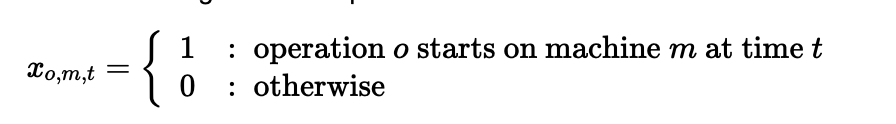 x_{o,m,t} = { 1 : operation o starts on machine m at time t
0 : otherwise